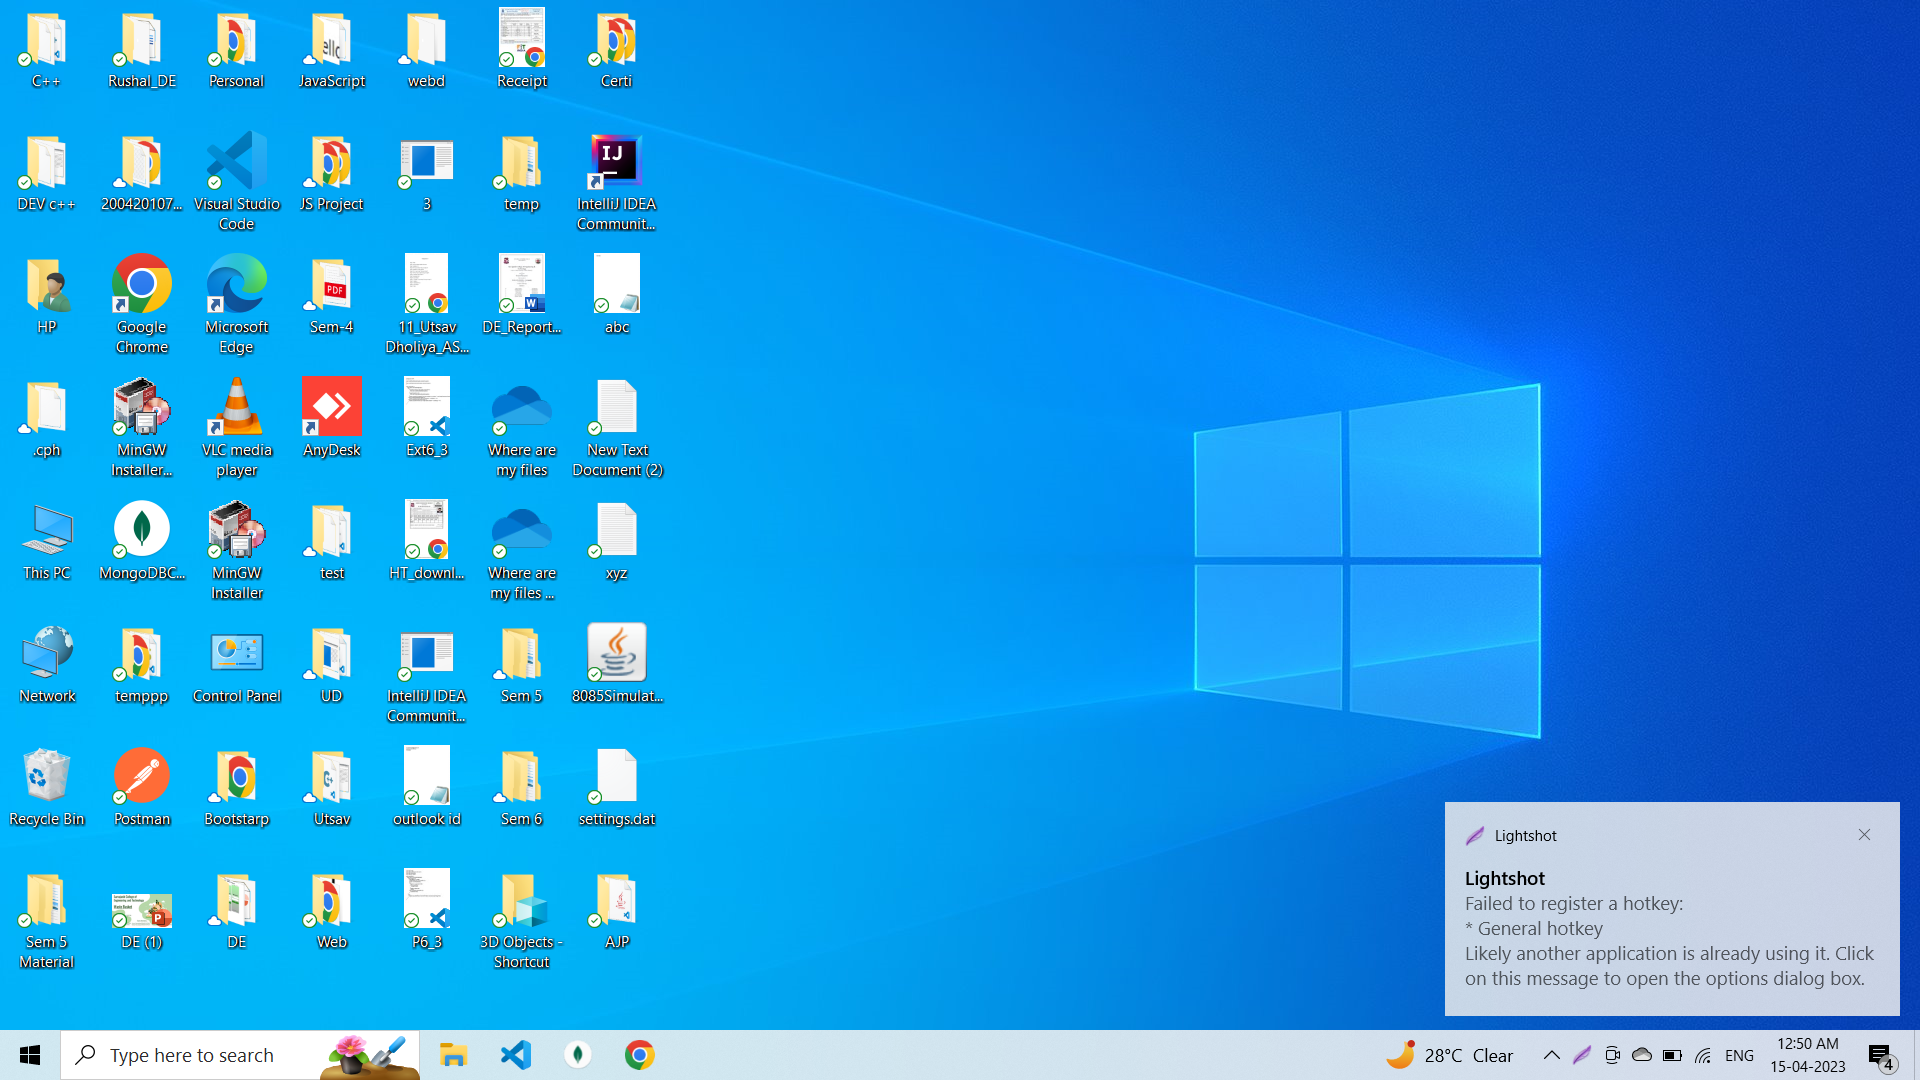 C++
Rushal_DE
Personal
JavaScript
webd
Receipt
Certi
DEV c++
200420107...
Visual Studio
Code
JS Project
3
temp
IntelliJ IDEA
Communit...
HP
Google
Chrome
Microsoft
Edge
Sem-4
11_Utsav
Dholiya_AS...
DE_Report...
abc
.cph
MinGW
Installer...
VLC media
player
AnyDesk
Ext6_3
Where are
my files
New Text
Document (2)
This PC
MongoDBC...
MinGW
Installer
test
HT_downl...
Where are
my files ...
xyz
Network
temppp
Control Panel
UD
IntelliJ IDEA
Communit...
Sem 5
8085Simulat...
Recycle Bin
Postman
Bootstarp
Utsav
outlook id
Sem 6
settings.dat
Sem 5
Material
DE (1)
DE
Web
P6_3
3D Objects -
Shortcut
AJP
Lightshot
Lightshot
Failed to register a hotkey:
* General hotkey
Likely another application is already using it. Click
on this message to open the options dialog box.
Type here to search
28°C Clear
ENG
12:50 AM
15-04-2023
4